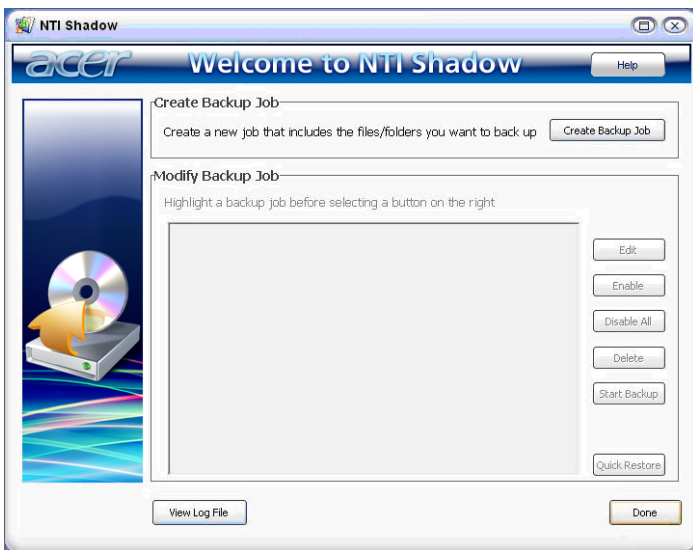 NTI Shadow
acer Welcome to NTI Shadow Help
Create Backup Job
Create a new job that includes the files/folders you want to back up Create Backup Job
Modify Backup Job
Highlight a backup job before selecting a button on the right
Edit
Enable
Disable All
Delete
Start Backup
Quick Restore
View Log File Done